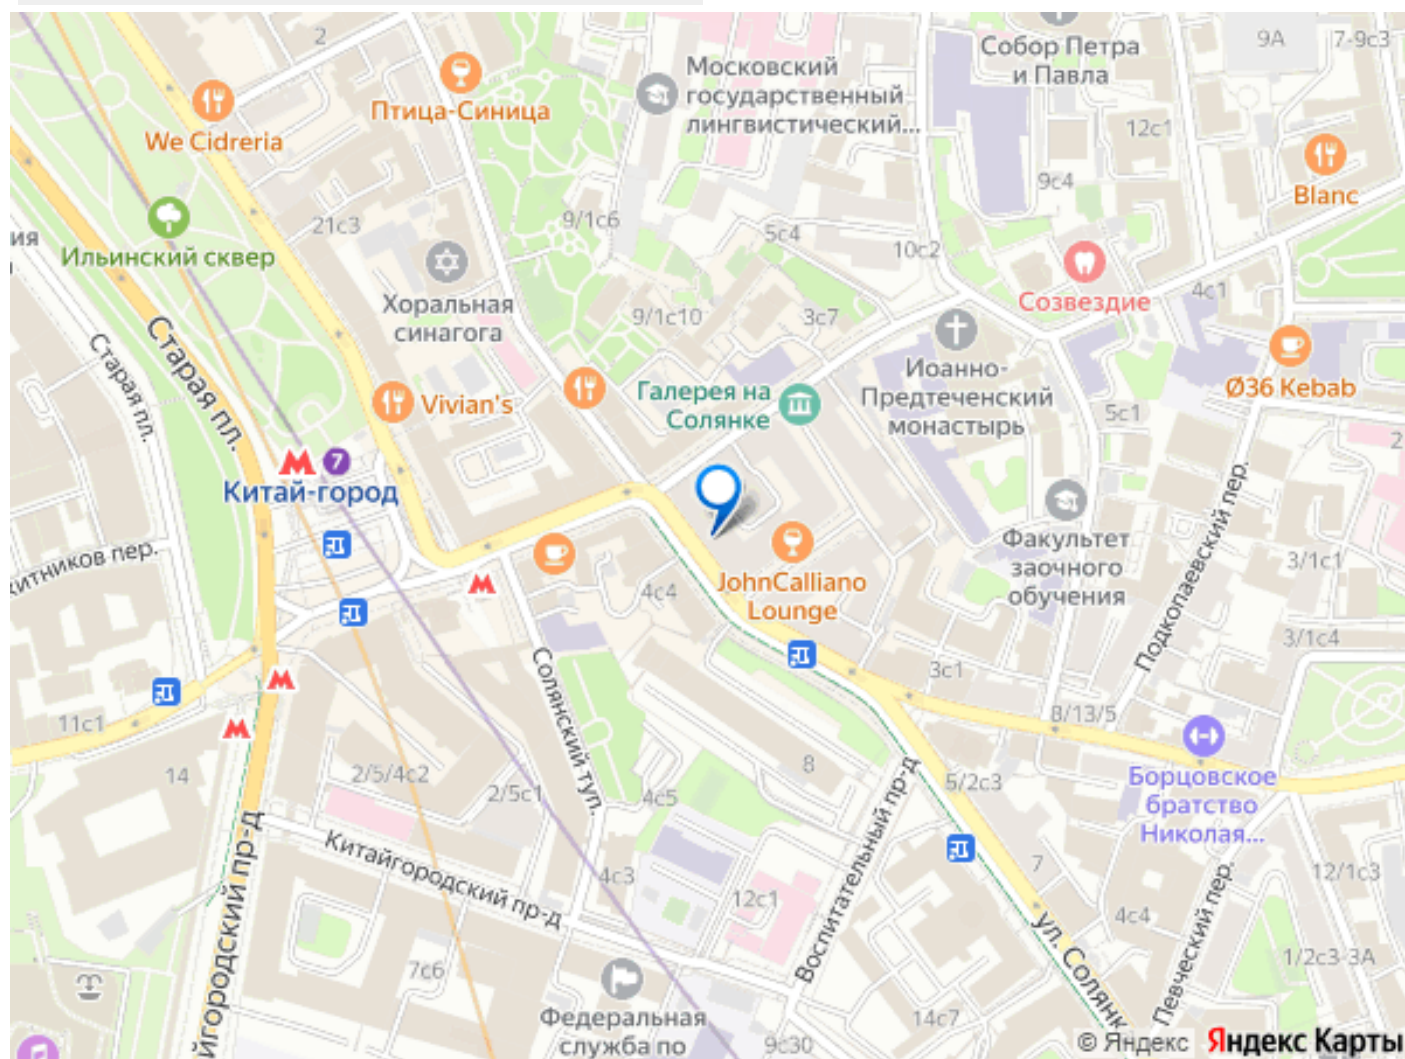 2
Птица-Синица
We Cidreria
Московский
государственный
лингвистический...
Собор Петра
и Павла
9А
7-9с3
12с1
Blanc
9с4
21с3
9/1с6
5с4
10с2
Ильинский сквер
Хоральная
синагога
9/1с10
3с7
Созвездие
4с1
Старая пл.
Старая пл.
Vivian's
Галерея на
Солянке
Иоанно-
Предтеченский
монастырь
Ø36 Kebab
5с1
2
7
Китай-город
Подкопаевский пер.
Факультет
заочного
обучения
3/1с1
4с4
JohnCalliano
Lounge
3/1с4
3с1
Солянский туп.
11с1
14
2/5/4с2
2/5с1
4с5
8
8/13/5
5/2с3
Воспитательный пр-д
Борцовское
братство
Николая...
Китайгородский пр-д
4с3
12с1
7
12/1с3
4с4
ул. Солянк
Певческий пер.
1/2с3-3А
7с6
Федеральная
служба по
9с30
14с7
© Яндекс Яндекс Карты